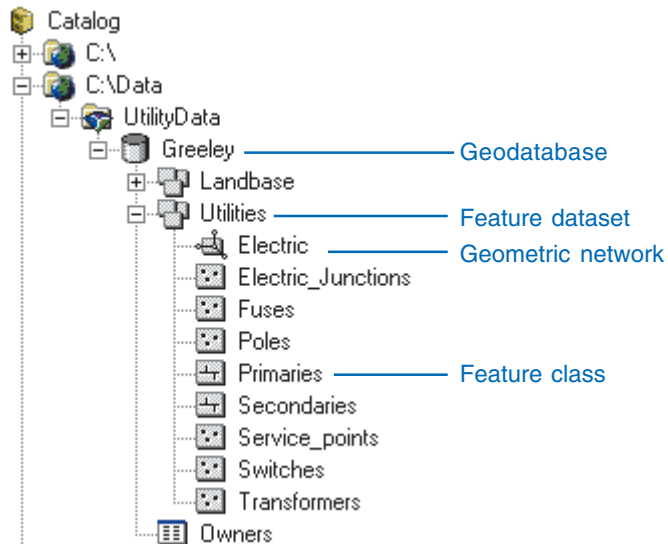 Catalog
C:\
C:\Data
UtilityData
Greeley Geodatabase
Landbase
Utilities Feature dataset
Electric Geometric network
Electric_Junctions
Fuses
Poles
Primaries Feature class
Secondaries
Service_points
Switches
Transformers
Owners